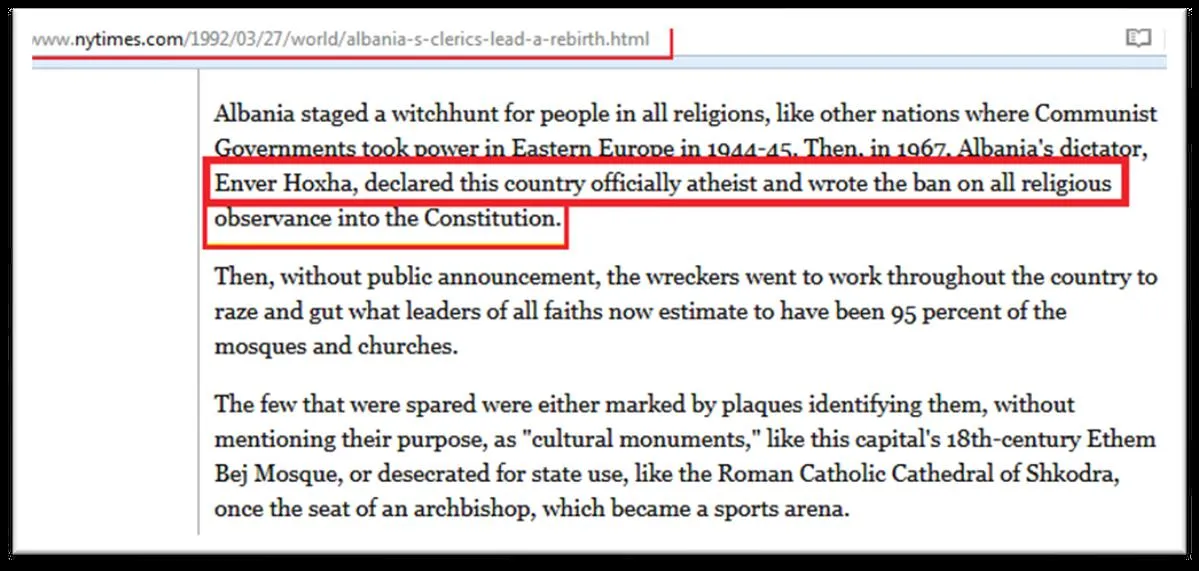 www.nytimes.com/1992/03/27/world/albania-s-clerics-lead-a-rebirth.html
Albania staged a witchhunt for people in all religions, like other nations where Communist
Governments took power in Eastern Europe in 1944-45. Then, in 1967, Albania's dictator,
Enver Hoxha, declared this country officially atheist and wrote the ban on all religious
observance into the Constitution.
Then, without public announcement, the wreckers went to work throughout the country to
raze and gut what leaders of all faiths now estimate to have been 95 percent of the
mosques and churches.
The few that were spared were either marked by plaques identifying them, without
mentioning their purpose, as "cultural monuments," like this capital's 18th-century Ethem
Bej Mosque, or desecrated for state use, like the Roman Catholic Cathedral of Shkodra,
once the seat of an archbishop, which became a sports arena.